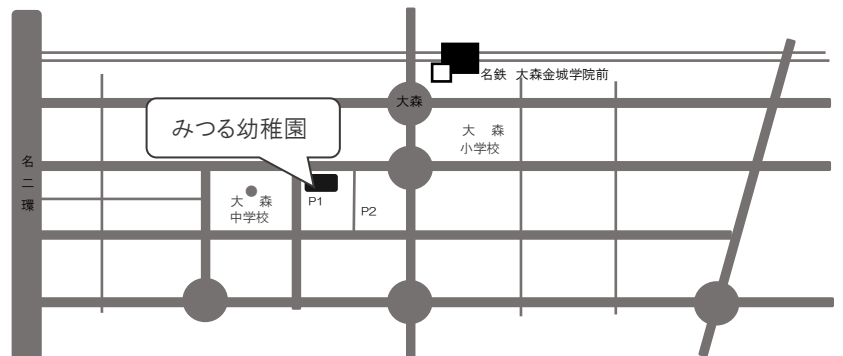 名鉄 大森金城学院前
大森
みつる幼稚園
大 森
小学校
名二環
大 森
中学校
P1
P2